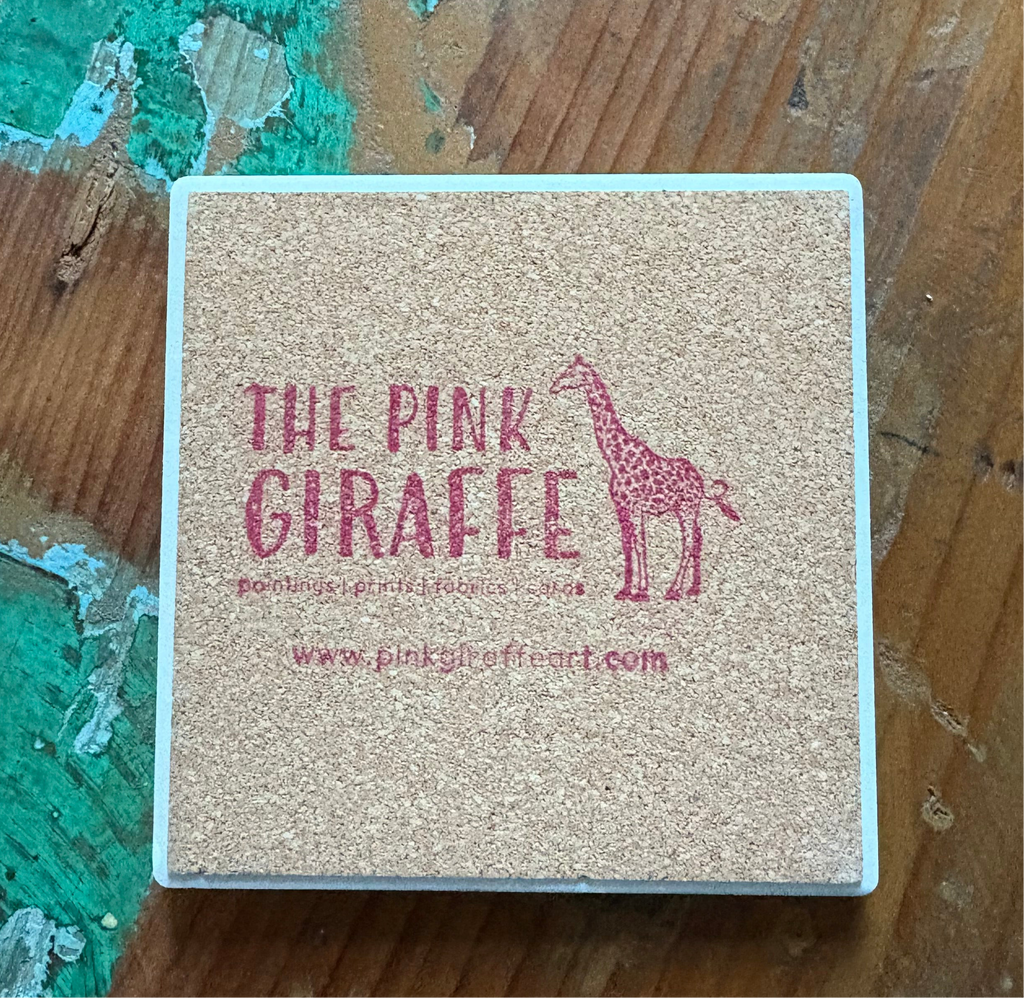 THE PINK
GIRAFFE
paintings | prints | fabrics | cards
www.pinkgiraffeart.com